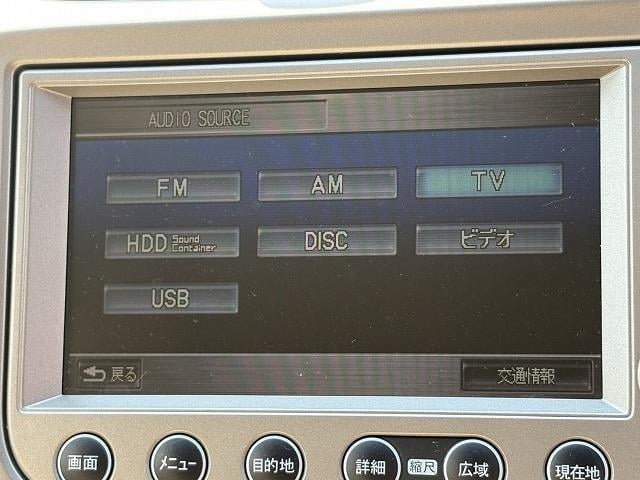 AUDIO SOURCE
FM AM TV
HDD Sound Container DISC ビデオ
USB
戻る 交通情報
画面 メニュー 目的地 詳細 縮尺 広域 現在地